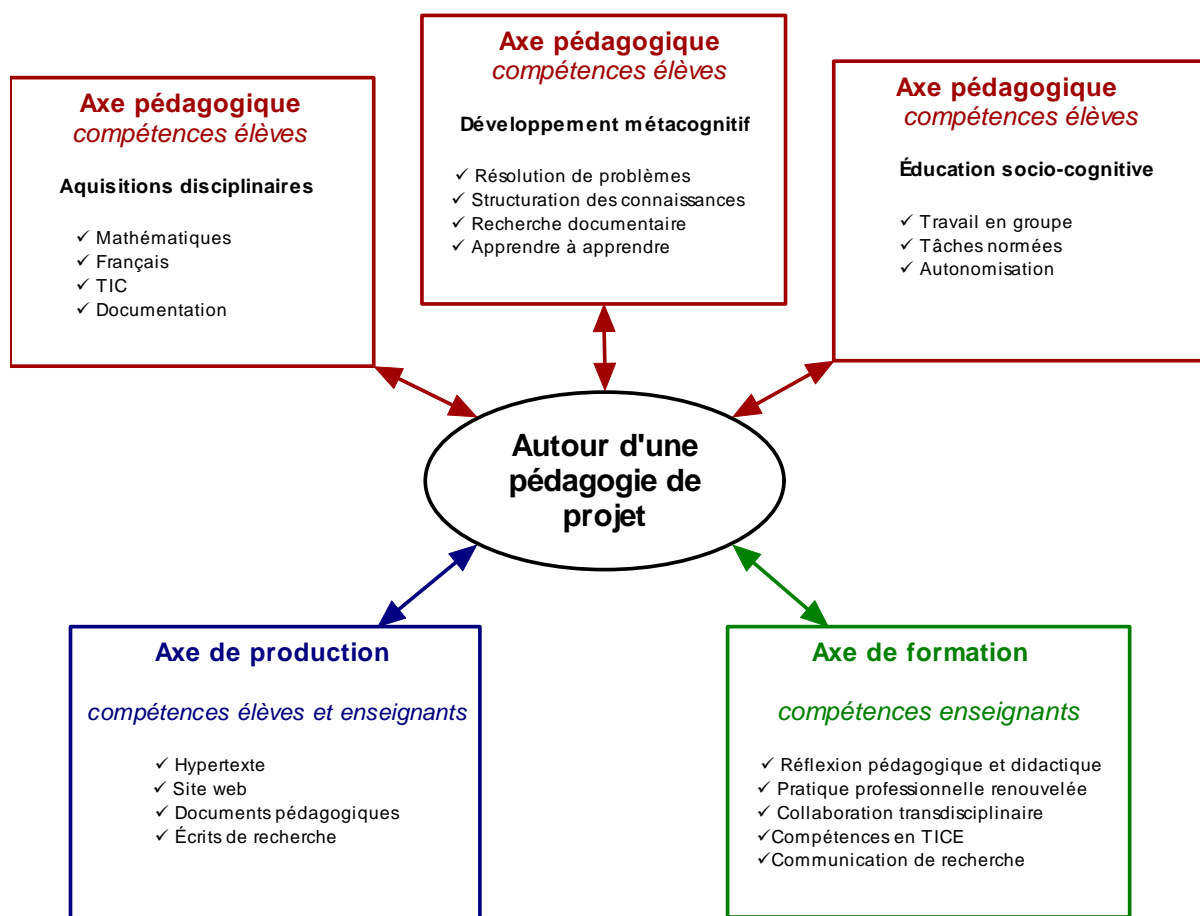 Axe pédagogique
compétences élèves
Aquisitions disciplinaires
✓ Mathématiques
✓ Français
✓ TIC
✓ Documentation
Axe pédagogique
compétences élèves
Développement métacognitif
✓ Résolution de problèmes
✓ Structuration des connaissances
✓ Recherche documentaire
✓ Apprendre à apprendre
Axe pédagogique
compétences élèves
Éducation socio-cognitive
✓ Travail en groupe
✓ Tâches normées
✓ Autonomisation
Autour d'une
pédagogie de
projet
Axe de production
compétences élèves et enseignants
✓ Hypertexte
✓ Site web
✓ Documents pédagogiques
✓ Écrits de recherche
Axe de formation
compétences enseignants
✓ Réflexion pédagogique et didactique
✓ Pratique professionnelle renouvelée
✓ Collaboration transdisciplinaire
✓Compétences en TICE
✓Communication de recherche